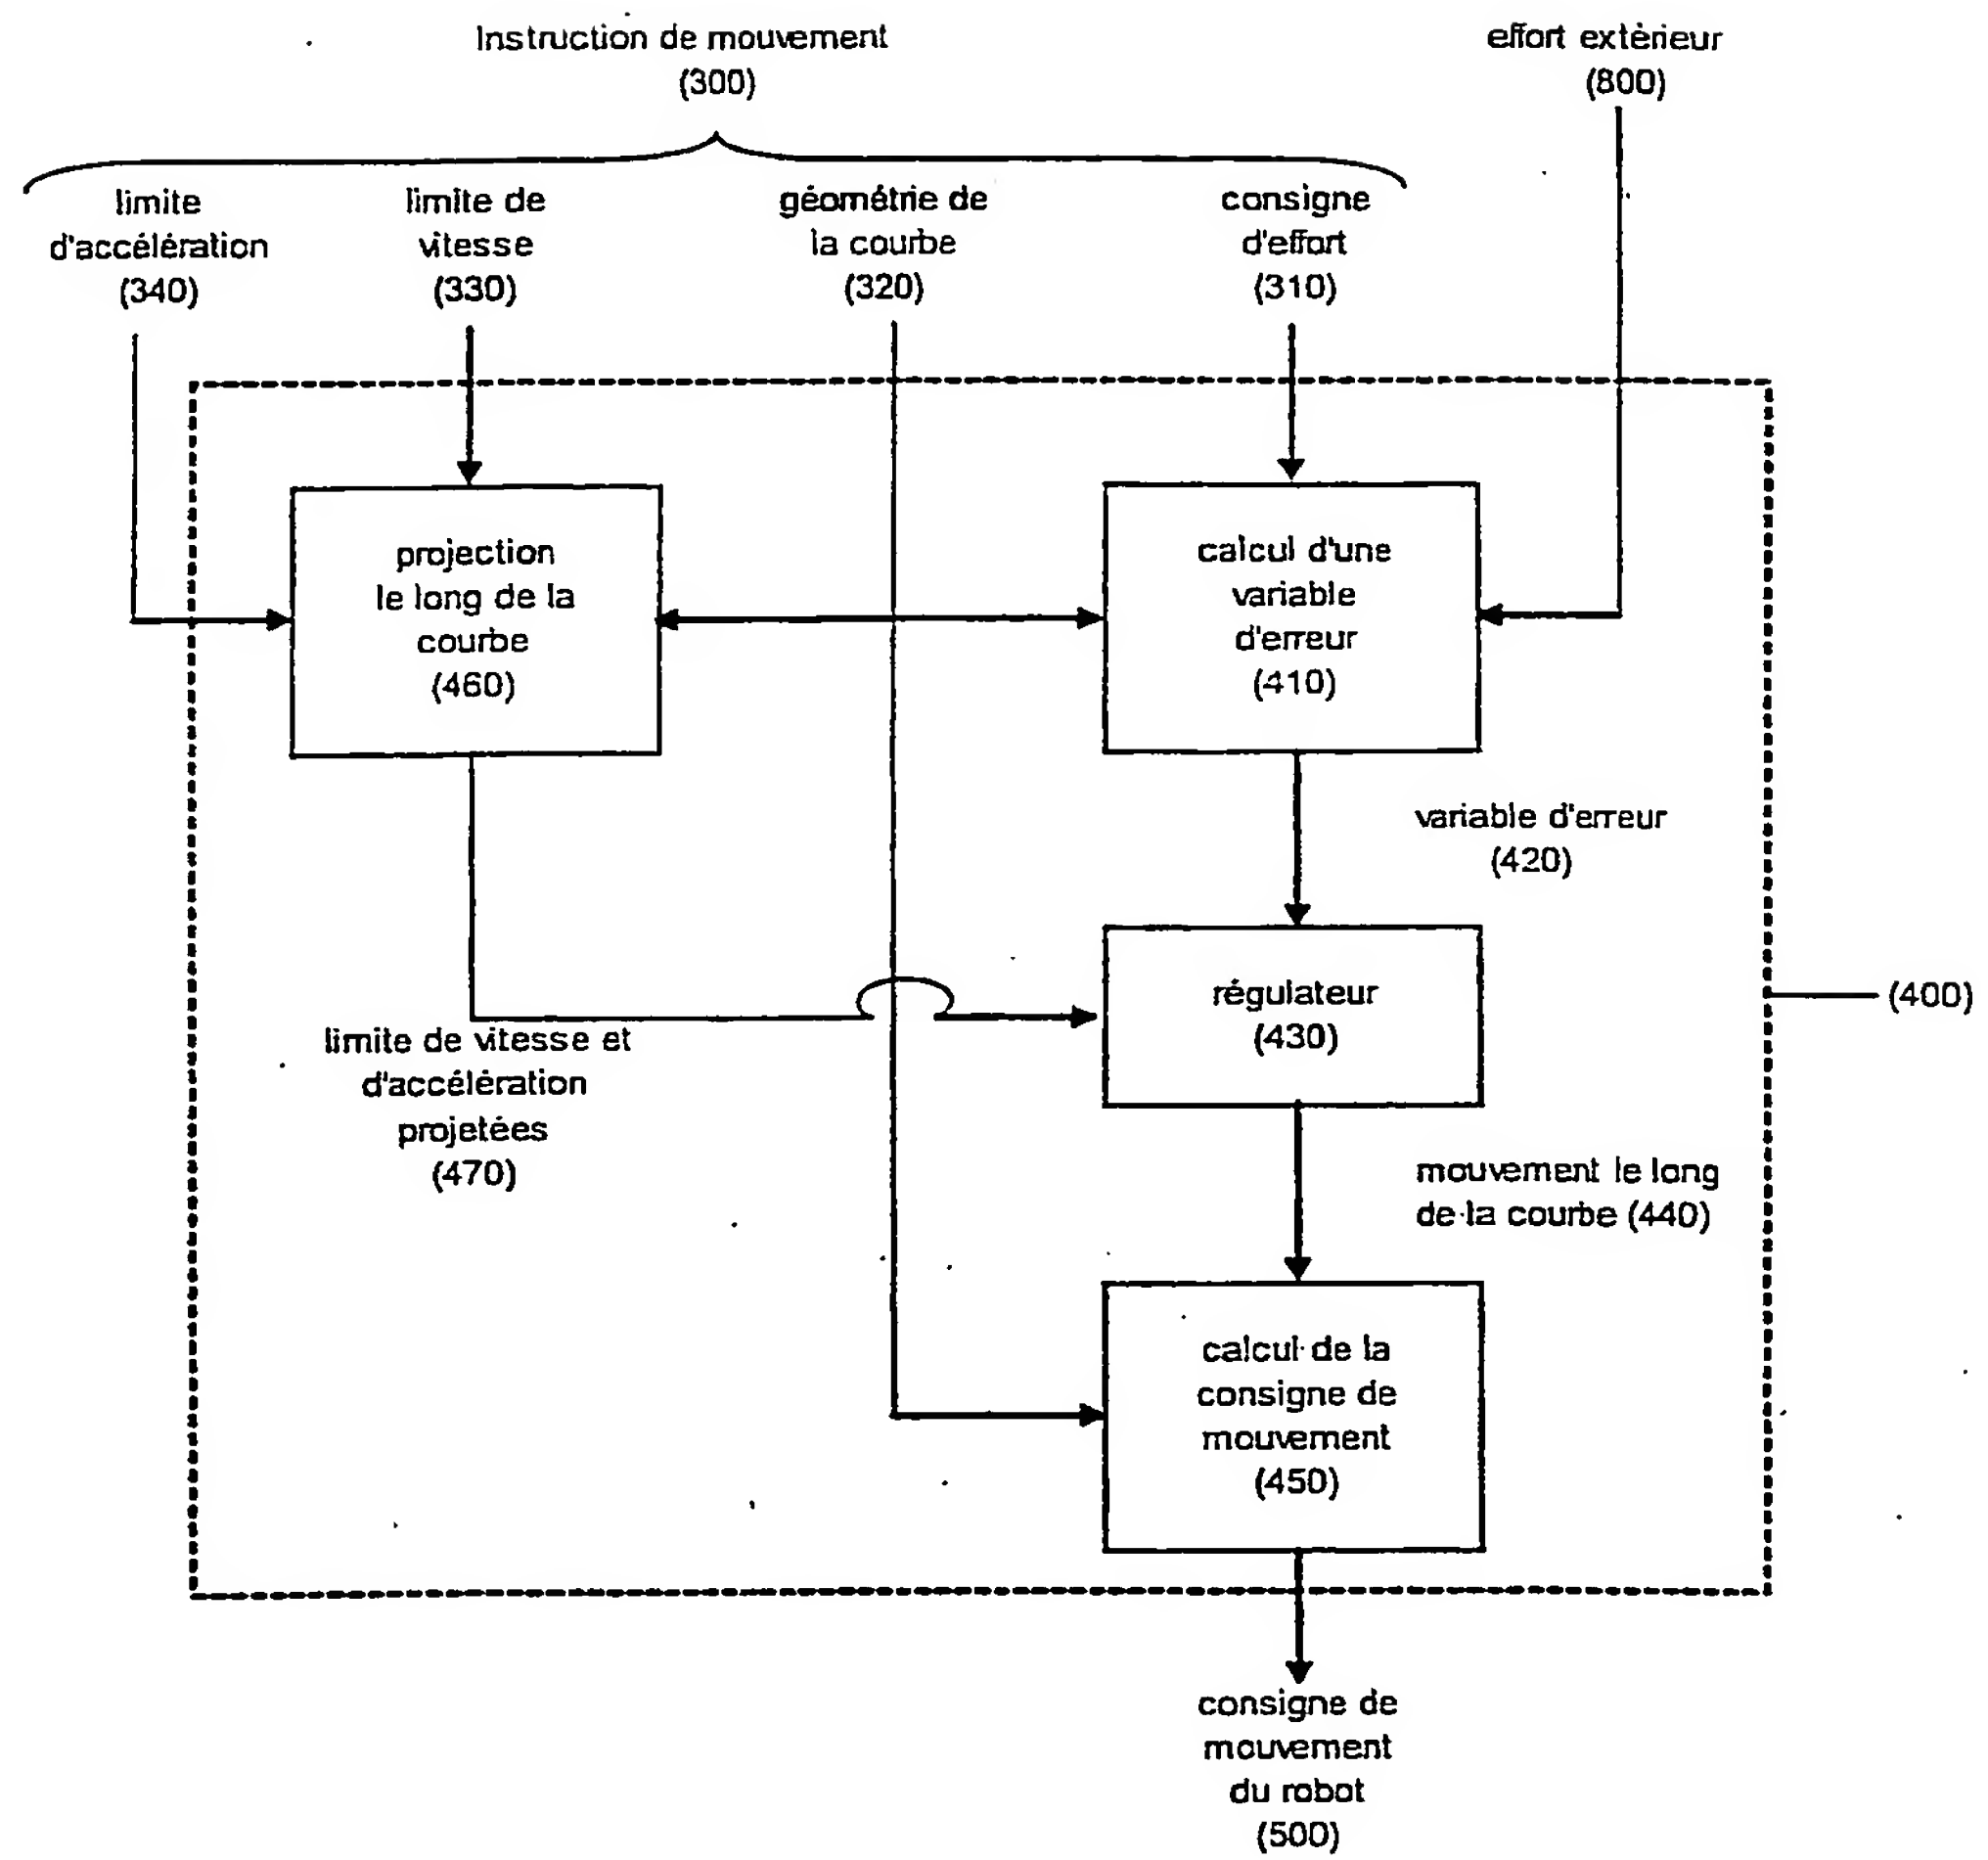 Instruction de mouvement
(300)
effort extérieur
(800)
limite
d'accélération
(340)
limite de
vitesse
(330)
géométrie de
la courbe
(320)
consigne
d'effort
(310)
projection
le long de la
courbe
(460)
calcul d'une
variable
d'erreur
(410)
variable d'erreur
(420)
régulateur
(430)
(400)
limite de vitesse et
d'accélération
projetées
(470)
mouvement le long
de la courbe (440)
calcul de la
consigne de
mouvement
(450)
consigne de
mouvement
du robot
(500)